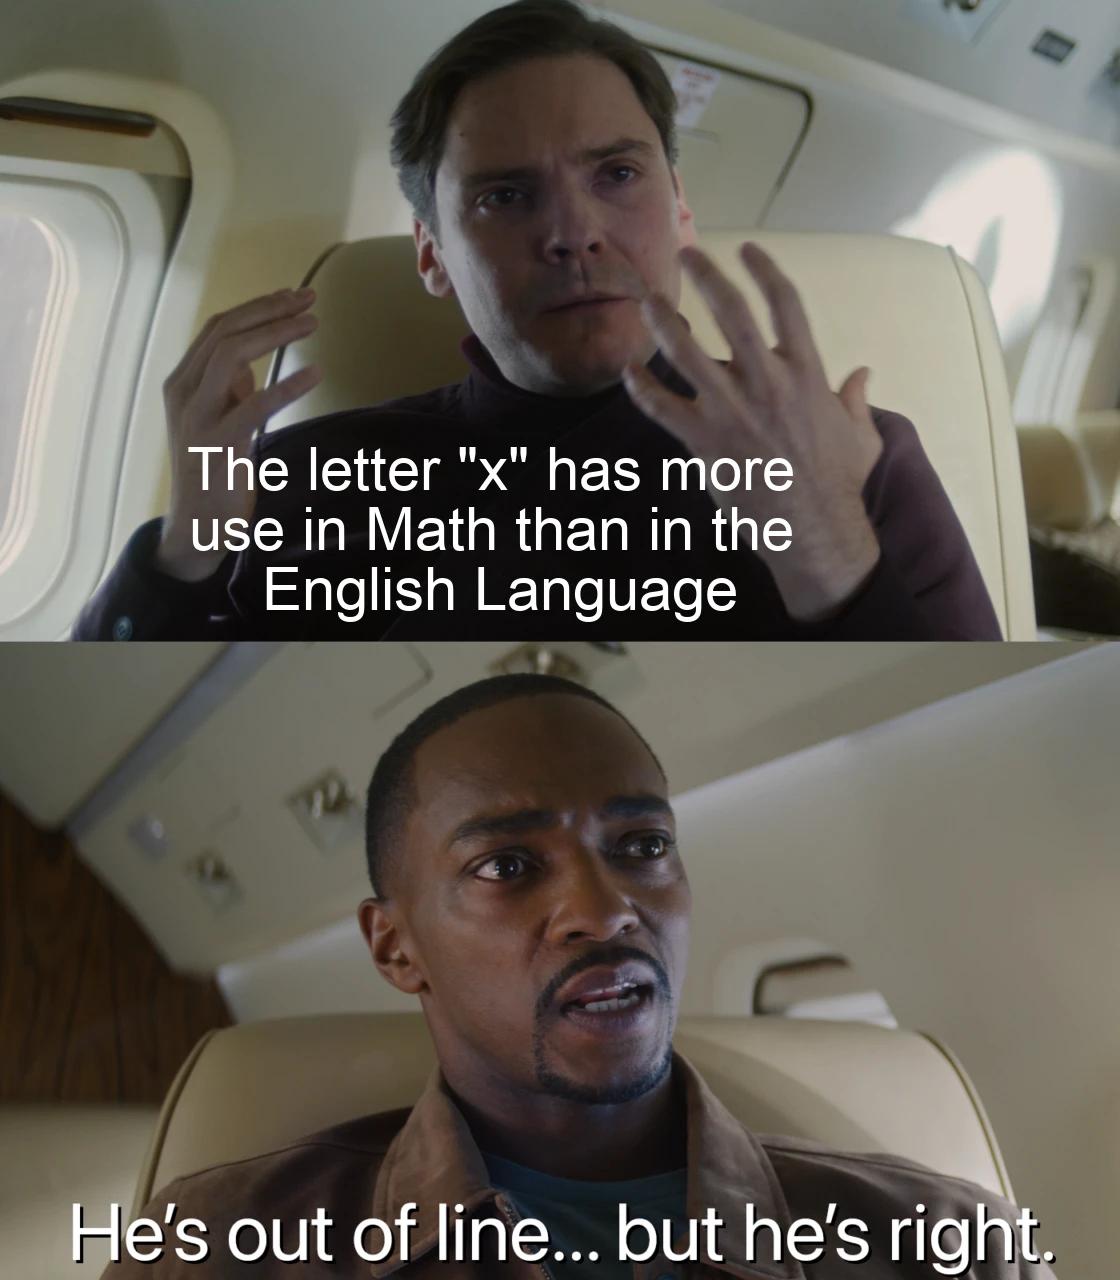 The letter "x" has more
use in Math than in the
English Language
He's out of line... but he's right.